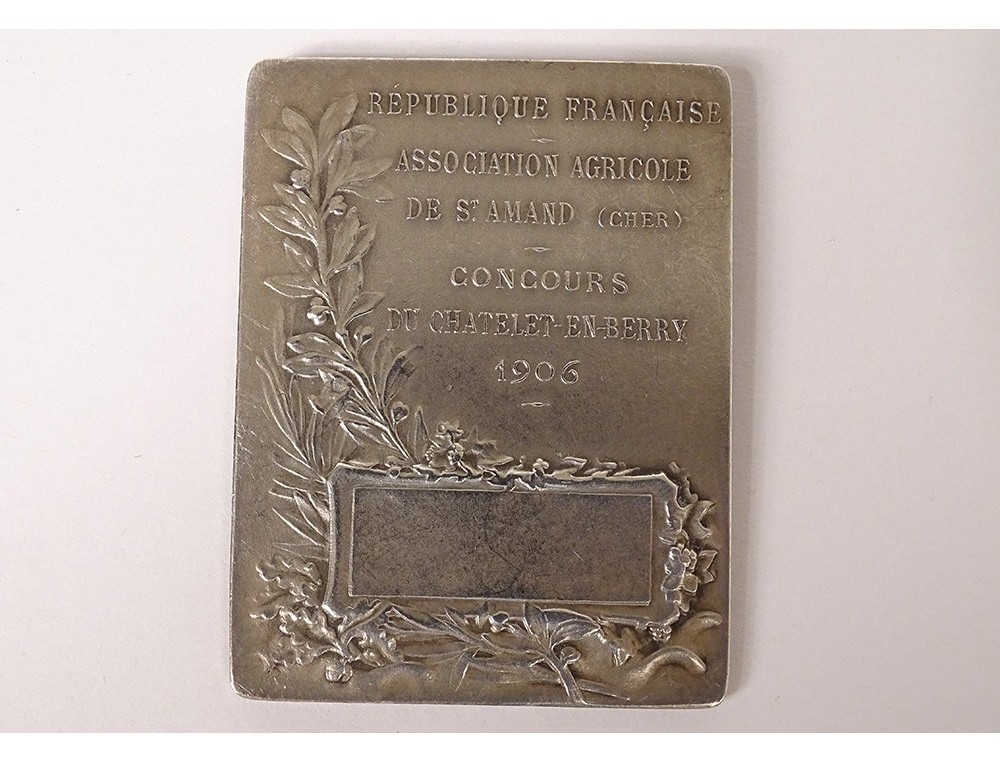 RÉPUBLIQUE FRANÇAISE
ASSOCIATION AGRICOLE
DE ST AMAND (CHER)
CONCOURS
DU CHATELET-EN-BERRY
1906